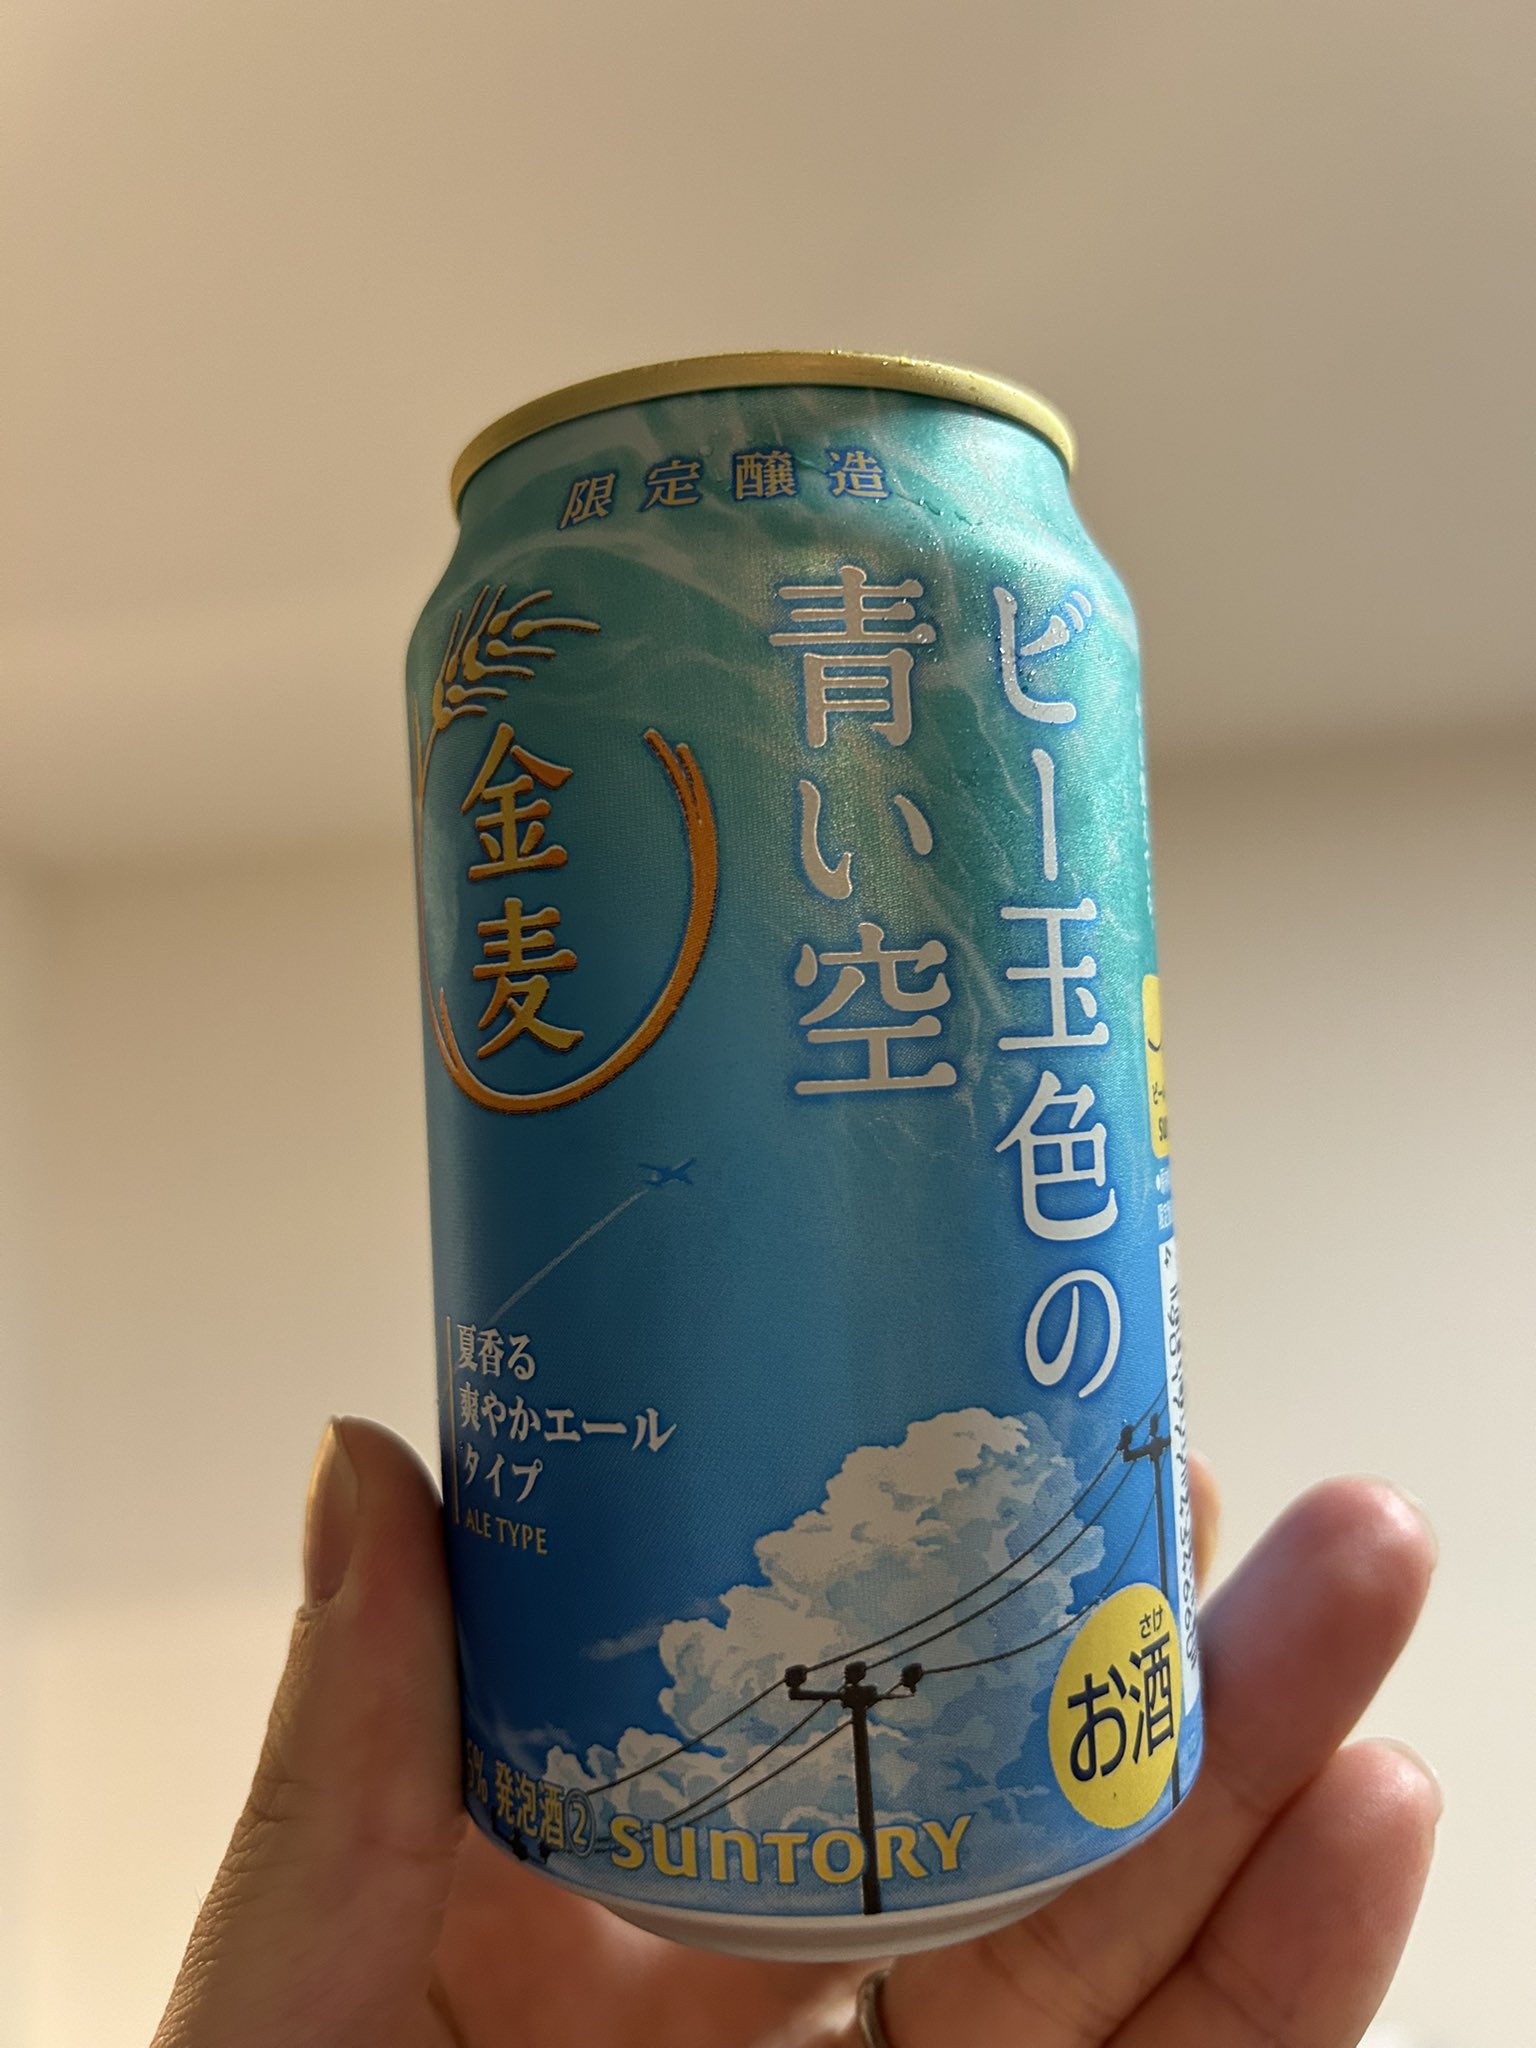 限定醸造
ビー玉色の
青い空
金麦
夏香る
爽やかエール
タイプ
ALE TYPE
さけ
お酒
5% 発泡酒②
SUNTORY